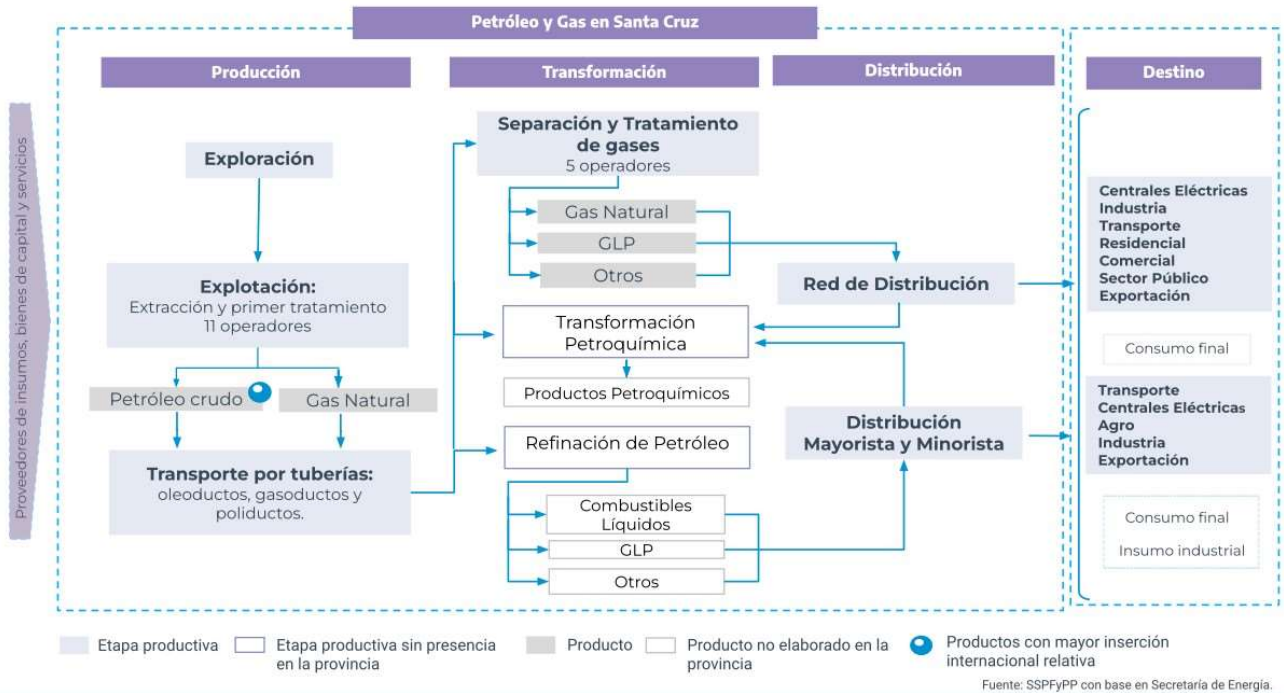 Petróleo y Gas en Santa Cruz
Producción
Transformación
Distribución
Destino
Proveedores de insumos, bienes de capital y servicios
Exploración
Explotación:
Extracción y primer tratamiento
11 operadores
Petróleo crudo
Gas Natural
Transporte por tuberías:
oleoductos, gasoductos y
poliductos.
Separación y Tratamiento
de gases
5 operadores
Gas Natural
GLP
Otros
Transformación
Petroquímica
Productos Petroquímicos
Refinación de Petróleo
Combustibles
Líquidos
GLP
Otros
Red de Distribución
Distribución
Mayorista y Minorista
Centrales Eléctricas
Industria
Transporte
Residencial
Comercial
Sector Público
Exportación
Consumo final
Transporte
Centrales Eléctricas
Agro
Industria
Exportación
Consumo final
Insumo industrial
Etapa productiva
Etapa productiva sin presencia
en la provincia
Producto
Producto no elaborado en la
provincia
Productos con mayor inserción
internacional relativa
Fuente: SSPFyPP con base en Secretaría de Energía.